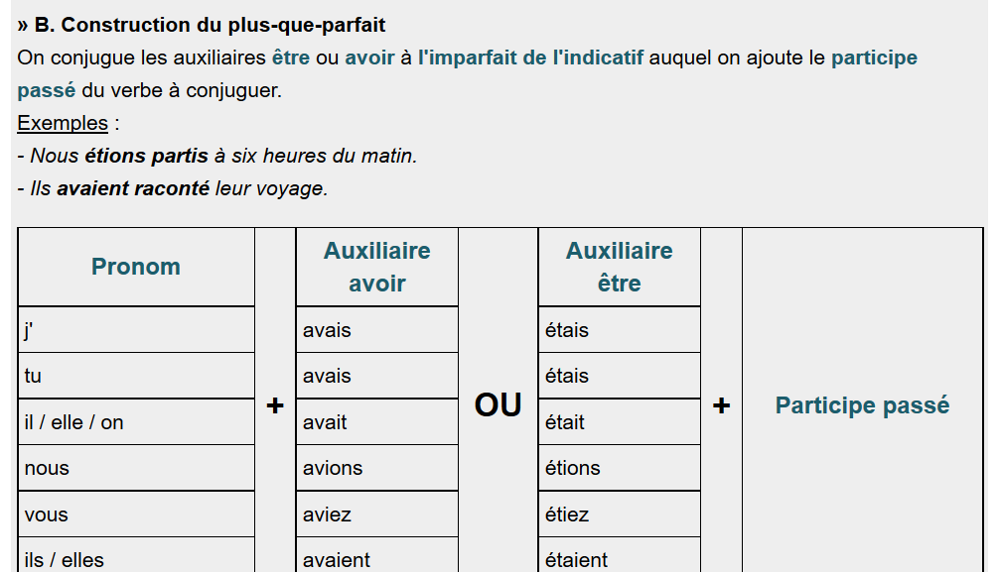 » B. Construction du plus-que-parfait
On conjugue les auxiliaires être ou avoir à l'imparfait de l'indicatif auquel on ajoute le participe
passé du verbe à conjuguer.
Exemples :
- Nous étions partis à six heures du matin.
- Ils avaient raconté leur voyage.
Pronom + Auxiliaire avoir OU Auxiliaire être + Participe passé
j' avais étais
tu avais étais
il / elle / on avait était
nous avions étions
vous aviez étiez
ils / elles avaient étaient